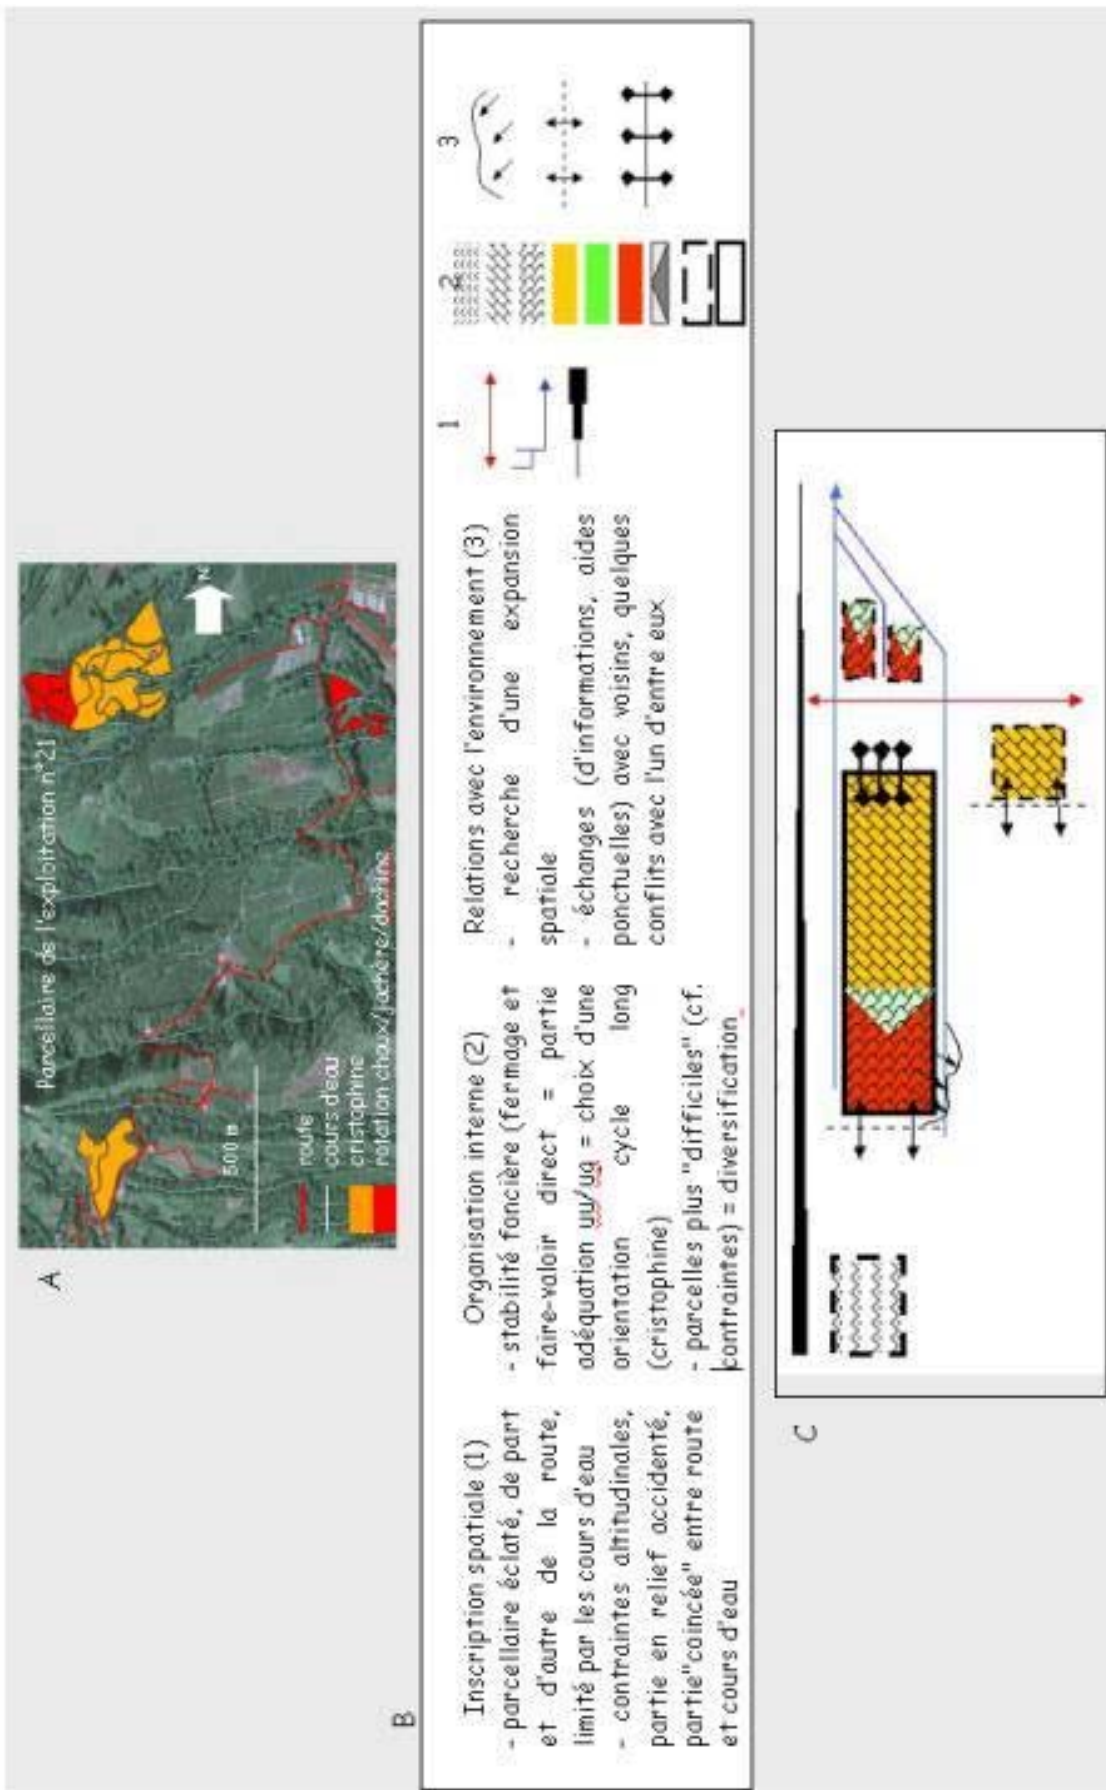 A
Parcellaire de l'exploitation n°21
N
500 m
route
cours d'eau
cristophine
rotation chaux/jachère/dachine
B
Inscription spatiale (1)
- parcellaire éclaté, de part
et d'autre de la route,
limité par les cours d'eau
- contraintes altitudinales,
partie en relief accidenté,
partie"coincée" entre route
et cours d'eau
Organisation interne (2)
- stabilité foncière (fermage et
faire-valoir direct = partie
adéquation uu/ug = choix d'une
orientation cycle long
(cristophine)
- parcelles plus "difficiles" (cf.
contraintes) = diversification
Relations avec l'environnement (3)
- recherche d'une expansion
spatiale
- échanges (d'informations, aides
ponctuelles) avec voisins, quelques
conflits avec l'un d'entre eux
1
2
3
C